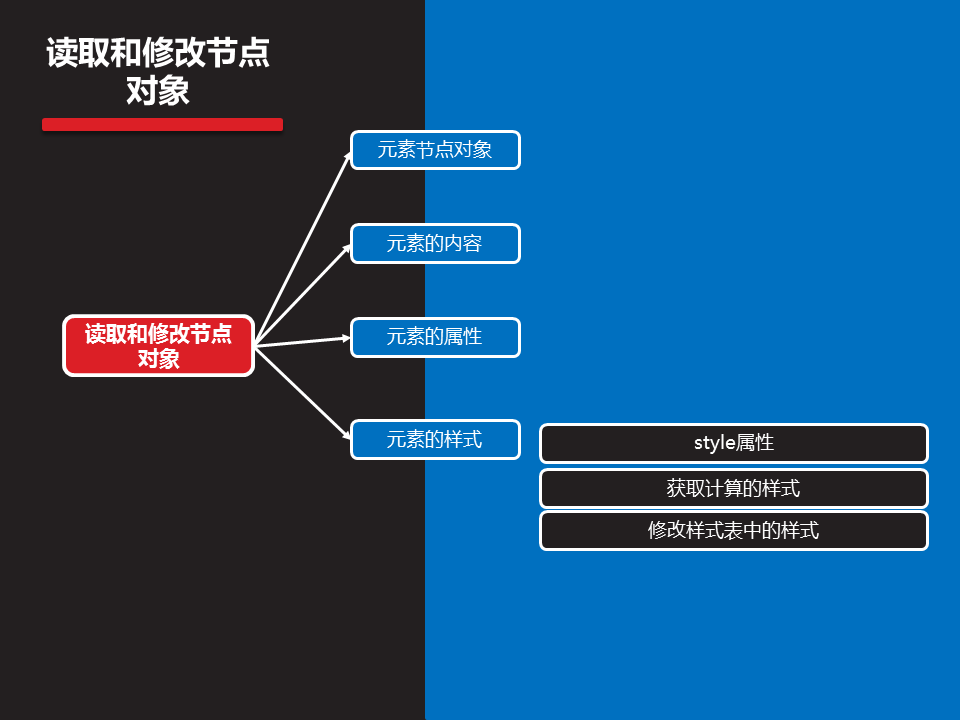 读取和修改节点
对象
元素节点对象
元素的内容
读取和修改节点
对象
元素的属性
元素的样式
style属性
获取计算的样式
修改样式表中的样式